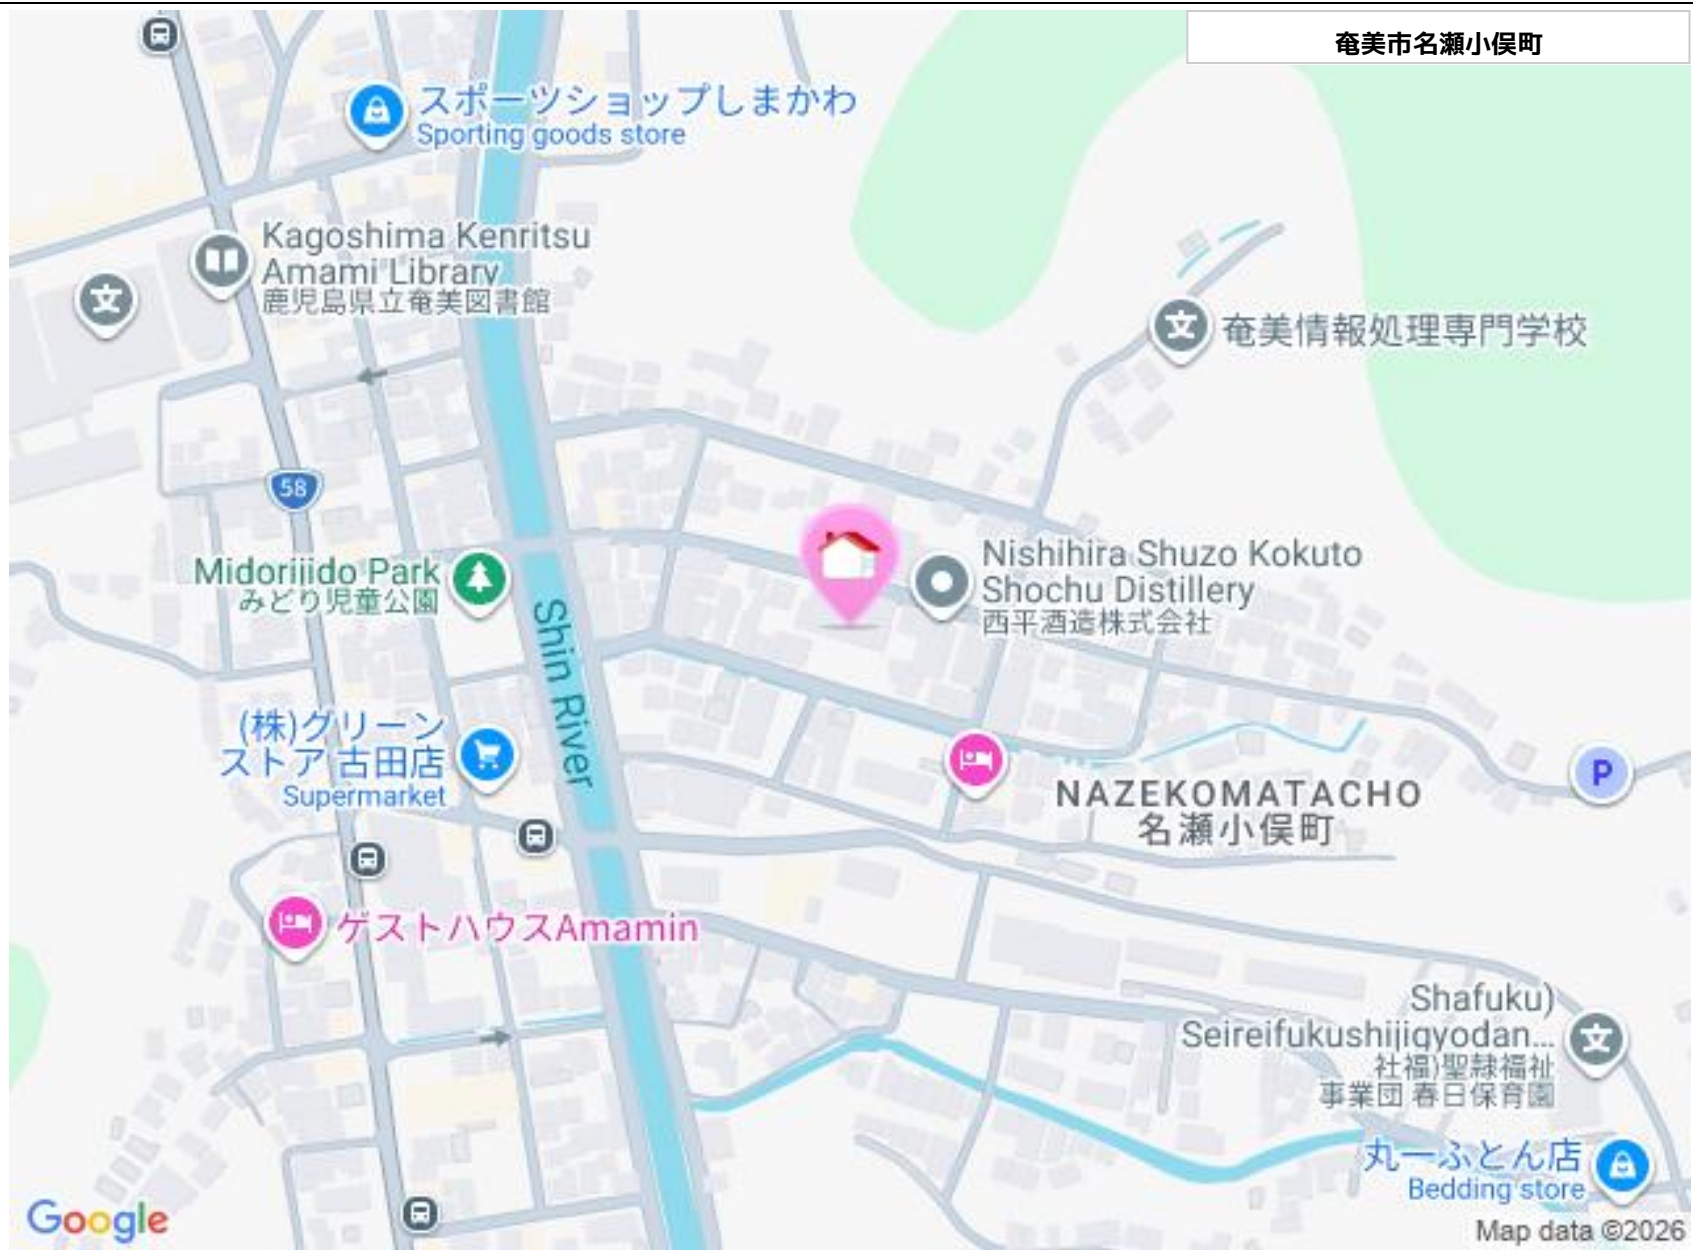 奄美市名瀬小俣町
スポーツショップしまかわ
Sporting goods store
Kagoshima Kenritsu
Amami Library
鹿児島県立奄美図書館
文
文
奄美情報処理専門学校
58
Midorijido Park
みどり児童公園
Nishihira Shuzo Kokuto
Shochu Distillery
西平酒造株式会社
Shin River
(株)グリーン
ストア 古田店
Supermarket
P
NAZEKOMATACHO
名瀬小俣町
ゲストハウスAmamin
Shafuku)
Seireifukushijigyodan...
社福)聖隷福祉
事業団 春日保育園
文
丸一ふとん店
Bedding store
Google
Map data ©2026